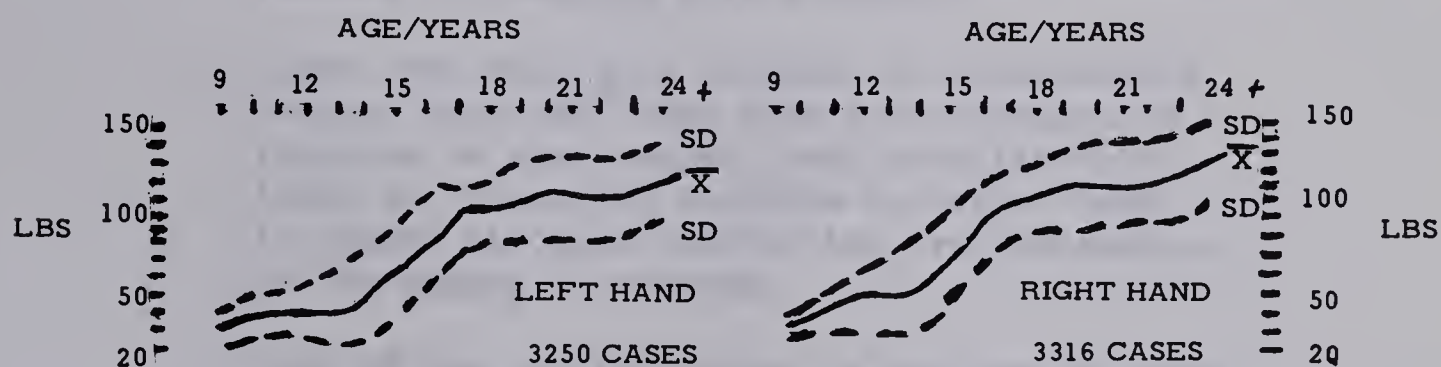 AGE/YEARS
9 12 15 18 21 24 +
150
100
50
20
LBS
SD
X
SD
LEFT HAND
3250 CASES
AGE/YEARS
9 12 15 18 21 24 +
SD
X
SD
RIGHT HAND
3316 CASES
150
100
50
20
LBS